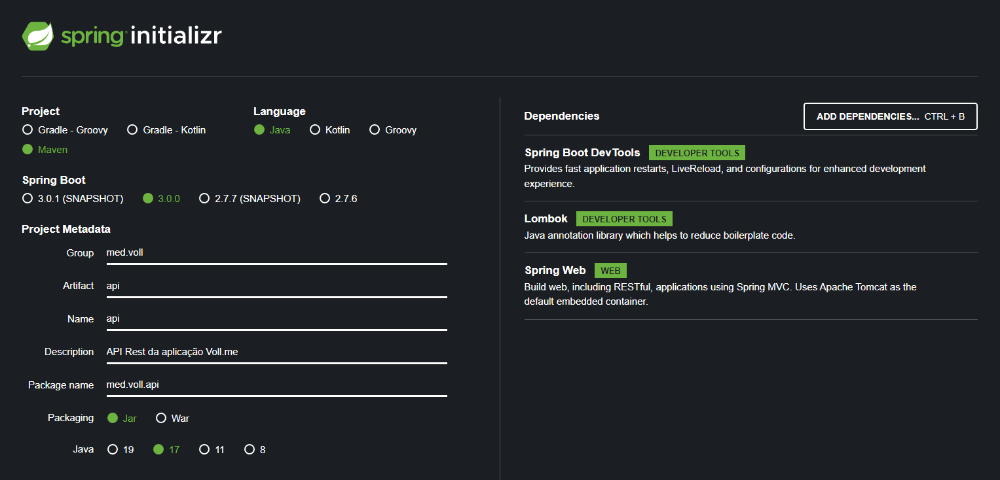 spring initializr
Project
Gradle - Groovy Gradle - Kotlin
Maven
Language
Java Kotlin Groovy
Spring Boot
3.0.1 (SNAPSHOT) 3.0.0 2.7.7 (SNAPSHOT) 2.7.6
Project Metadata
Group med.voll
Artifact api
Name api
Description API Rest da aplicação Voll.me
Package name med.voll.api
Packaging Jar War
Java 19 17 11 8
Dependencies
ADD DEPENDENCIES... CTRL + B
Spring Boot DevTools DEVELOPER TOOLS
Provides fast application restarts, LiveReload, and configurations for enhanced development
experience.
Lombok DEVELOPER TOOLS
Java annotation library which helps to reduce boilerplate code.
Spring Web WEB
Build web, including RESTful, applications using Spring MVC. Uses Apache Tomcat as the
default embedded container.